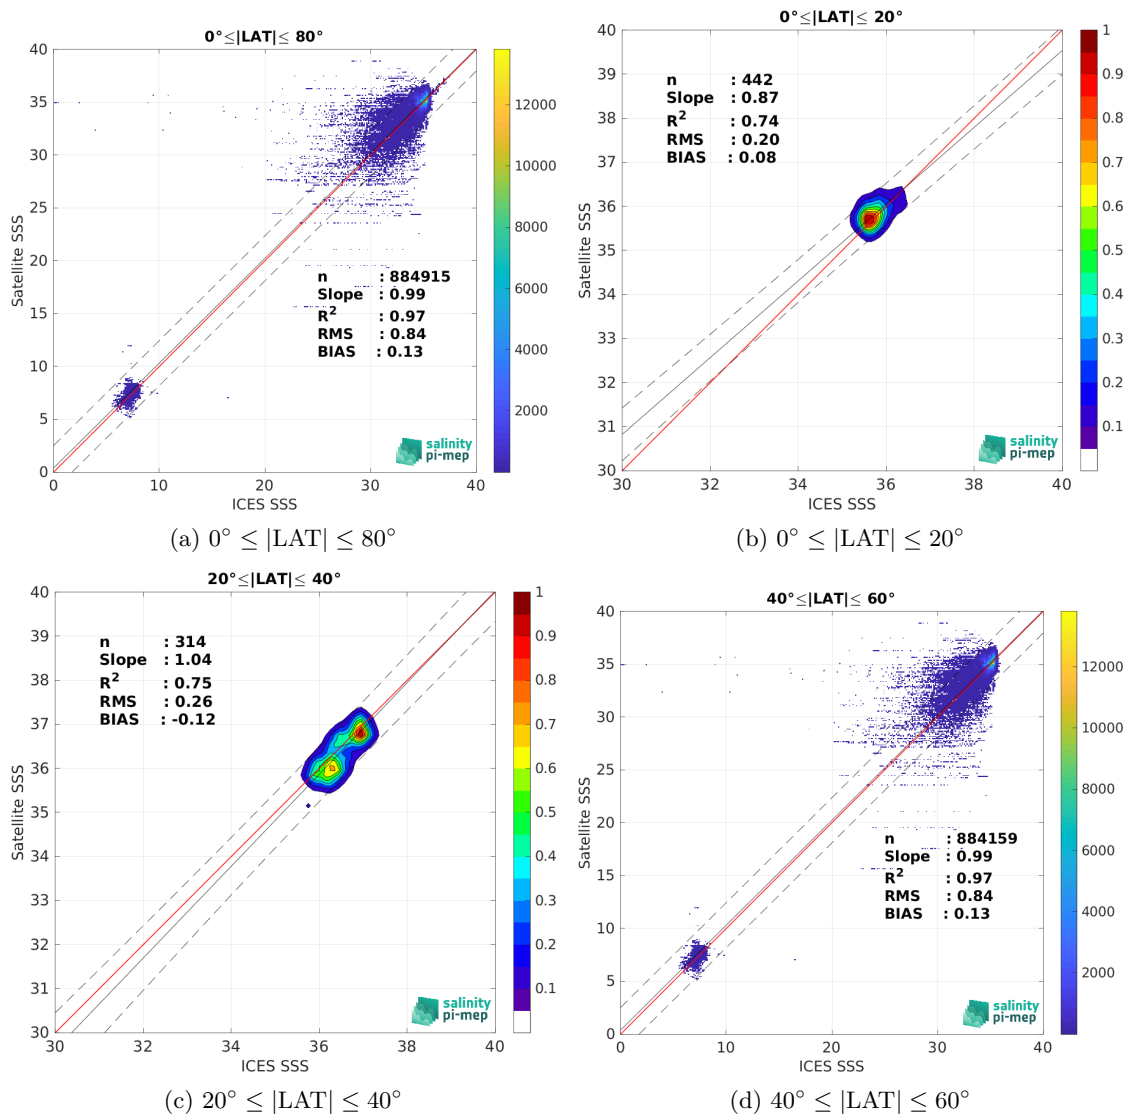 0°≤|LAT|≤ 80°
40
35
30
25
20
15
10
5
0
Satellite SSS
n : 884915
Slope : 0.99
R2 : 0.97
RMS : 0.84
BIAS : 0.13
salinity
pi-mep
0 10 20 30 40
ICES SSS
12000
10000
8000
6000
4000
2000
(a) 0° ≤ |LAT| ≤ 80°
0°≤|LAT|≤ 20°
40
39
38
37
36
35
34
33
32
31
30
Satellite SSS
n : 442
Slope : 0.87
R2 : 0.74
RMS : 0.20
BIAS : 0.08
salinity
pi-mep
30 32 34 36 38 40
ICES SSS
1
0.9
0.8
0.7
0.6
0.5
0.4
0.3
0.2
0.1
(b) 0° ≤ |LAT| ≤ 20°
20°≤|LAT|≤ 40°
40
39
38
37
36
35
34
33
32
31
30
Satellite SSS
n : 314
Slope : 1.04
R2 : 0.75
RMS : 0.26
BIAS : -0.12
salinity
pi-mep
30 32 34 36 38 40
ICES SSS
1
0.9
0.8
0.7
0.6
0.5
0.4
0.3
0.2
0.1
(c) 20° ≤ |LAT| ≤ 40°
40°≤|LAT|≤ 60°
40
35
30
25
20
15
10
5
0
Satellite SSS
n : 884159
Slope : 0.99
R2 : 0.97
RMS : 0.84
BIAS : 0.13
salinity
pi-mep
0 10 20 30 40
ICES SSS
12000
10000
8000
6000
4000
2000
(d) 40° ≤ |LAT| ≤ 60°